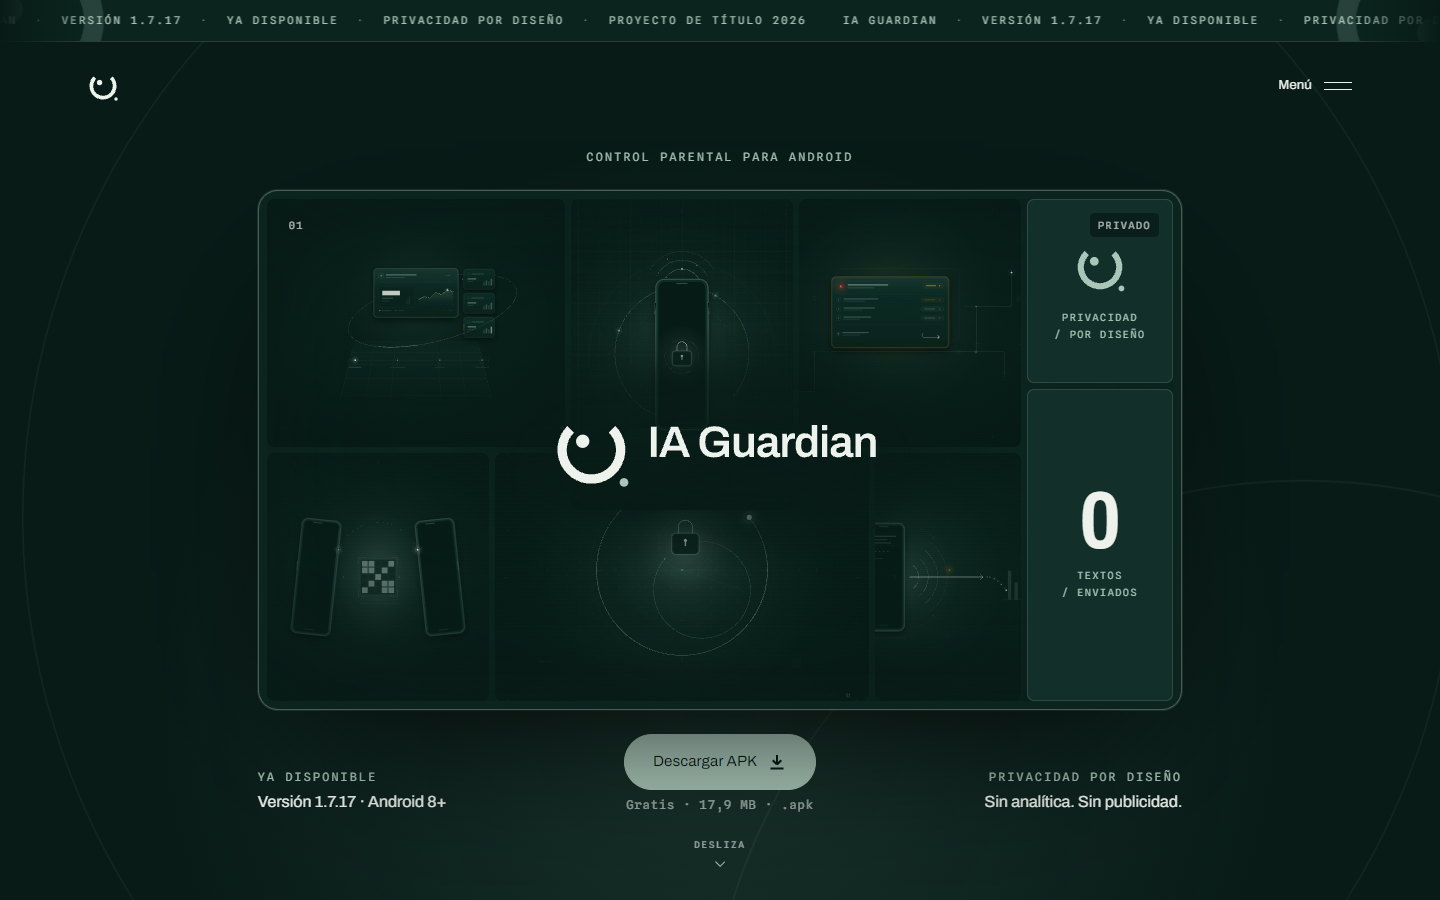 VERSIÓN 1.7.17 · YA DISPONIBLE · PRIVACIDAD POR DISEÑO · PROYECTO DE TÍTULO 2026 IA GUARDIAN · VERSIÓN 1.7.17 · YA DISPONIBLE · PRIVACIDAD POR
Menú
CONTROL PARENTAL PARA ANDROID
01
PRIVADO
PRIVACIDAD
/ POR DISEÑO
IA Guardian
0
TEXTOS
/ ENVIADOS
Descargar APK
Gratis · 17,9 MB · .apk
YA DISPONIBLE
Versión 1.7.17 · Android 8+
PRIVACIDAD POR DISEÑO
Sin analítica. Sin publicidad.
DESLIZA